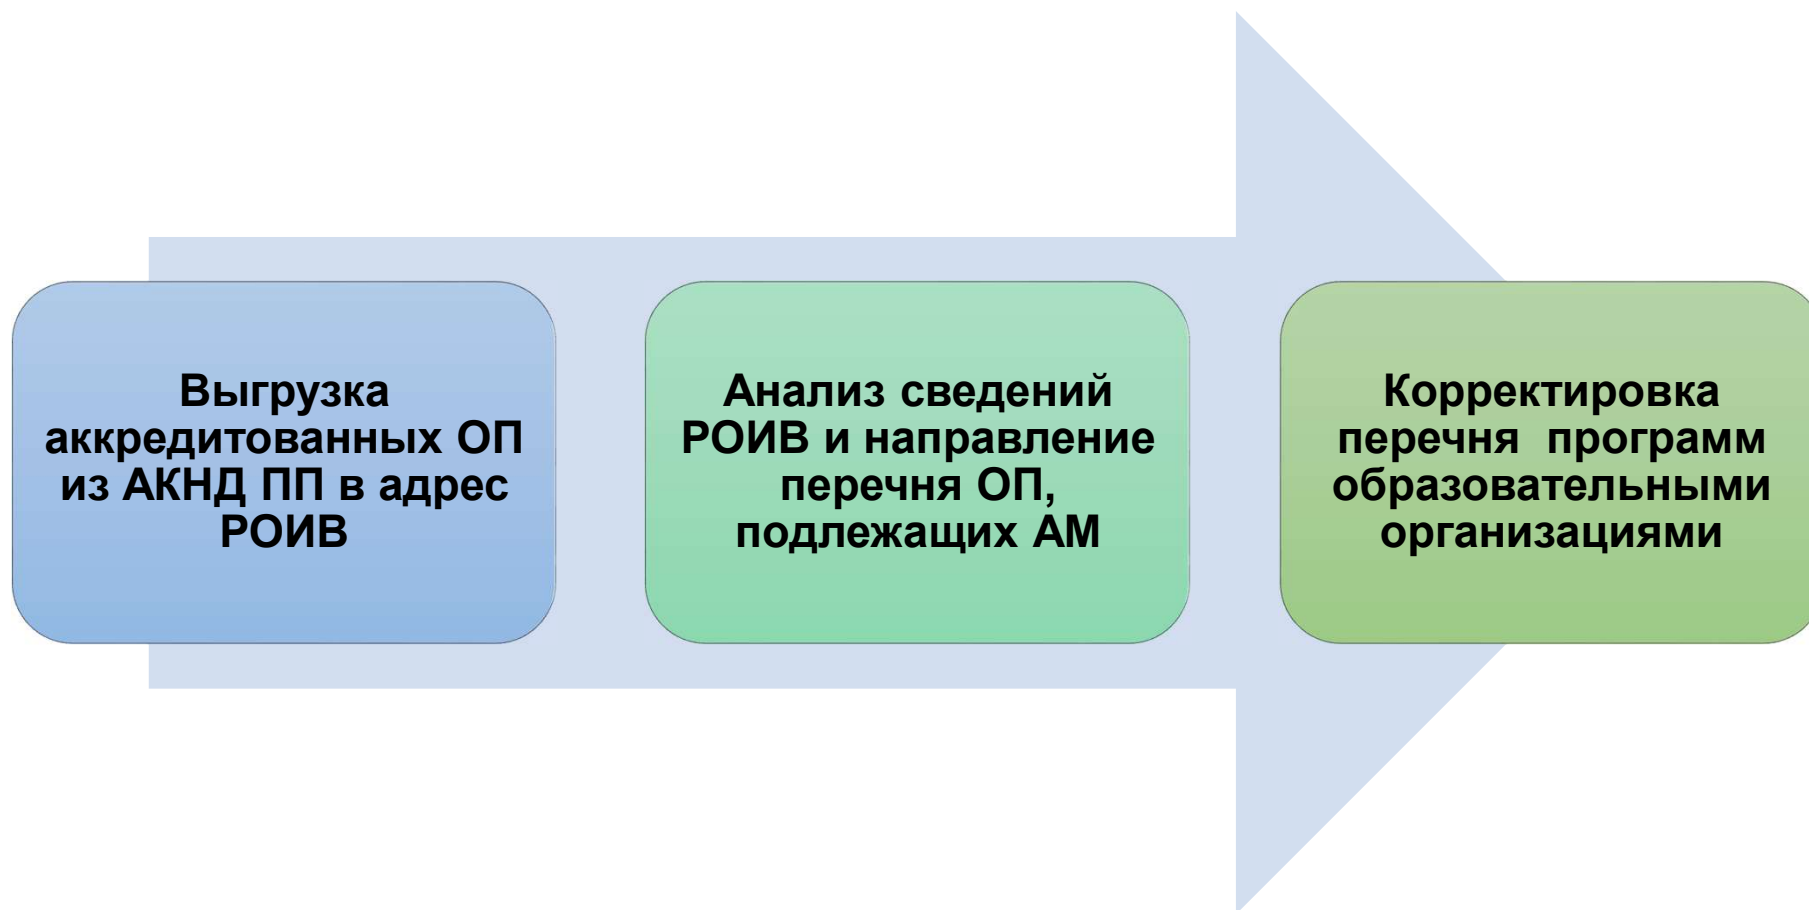 Выгрузка
аккредитованных ОП
из АКНД ПП в адрес
РОИВ
Анализ сведений
РОИВ и направление
перечня ОП,
подлежащих АМ
Корректировка
перечня  программ
образовательными
организациями